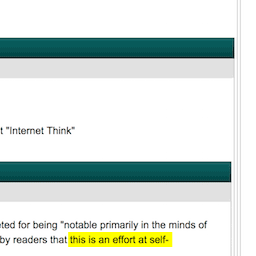 t "Internet Think"
ted for being "notable primarily in the minds of
by readers that this is an effort at self-